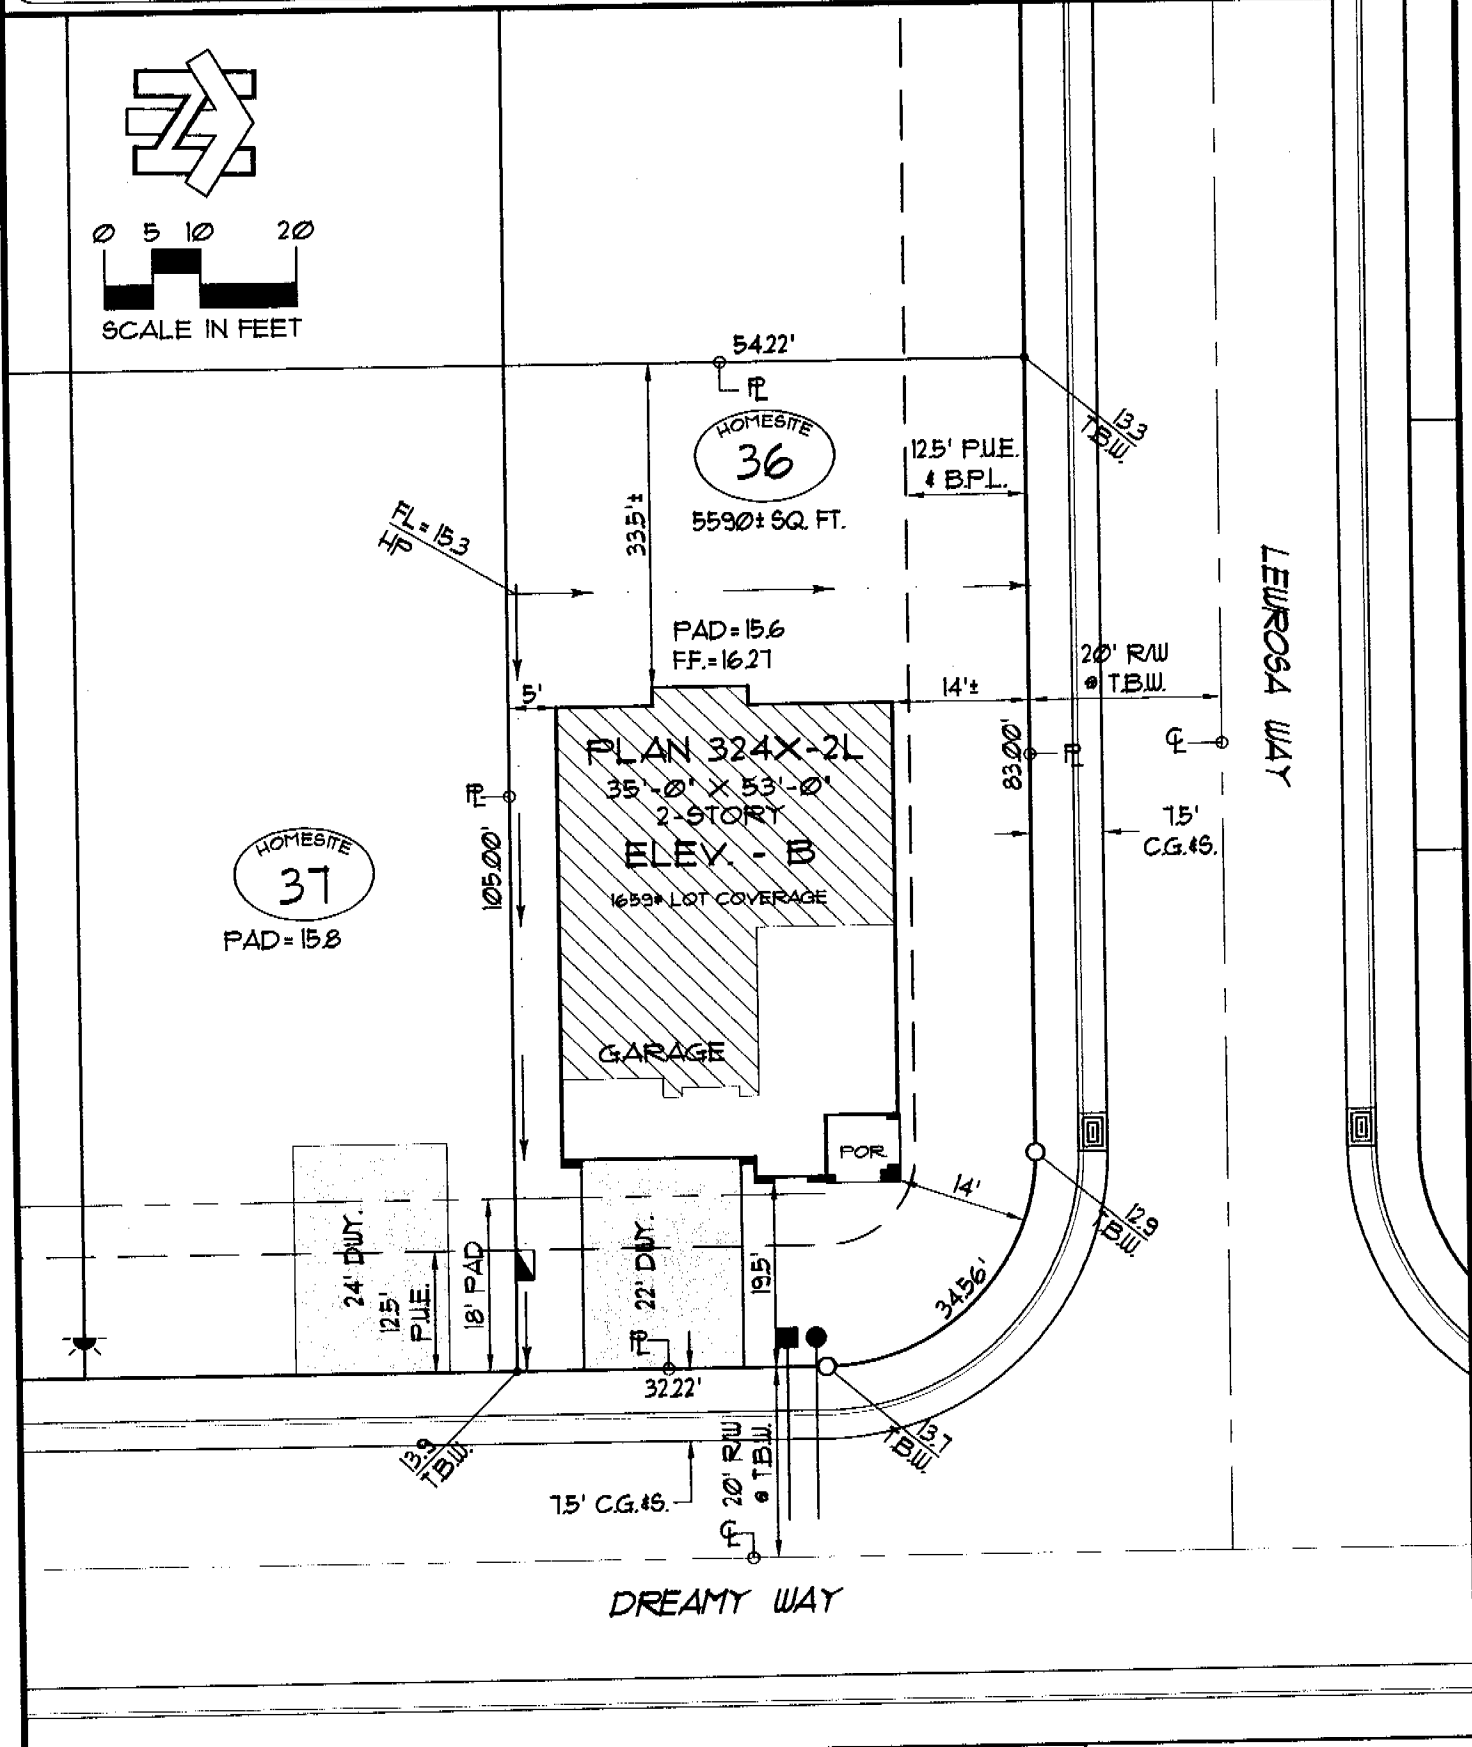 0 5 10 20
SCALE IN FEET
54.22'
PL
HOMESITE
36
5590± SQ. FT.
12.5' P.U.E.
& B.P.L.
13.3
T.B.W.
33.5'±
FL = 15.3
HP
PAD = 15.6
F.F. = 16.27
5'
14'±
20' R/W
@ T.B.W.
LEWROSA WAY
83.00'
PL
CL
PLAN 324X-2L
35'-0" X 53'-0"
2-STORY
ELEV. - B
1659# LOT COVERAGE
PL
105.00'
7.5'
C.G.&S.
HOMESITE
37
PAD = 15.8
GARAGE
POR.
14'
12.9
T.B.W.
24' DWY.
12.5'
P.U.E.
18' PAD
22' DWY.
19.5'
34.56'
PL
32.22'
13.9
T.B.W.
13.7
T.B.W.
20' R/W
@ T.B.W.
7.5' C.G.&S.
CL
DREAMY WAY